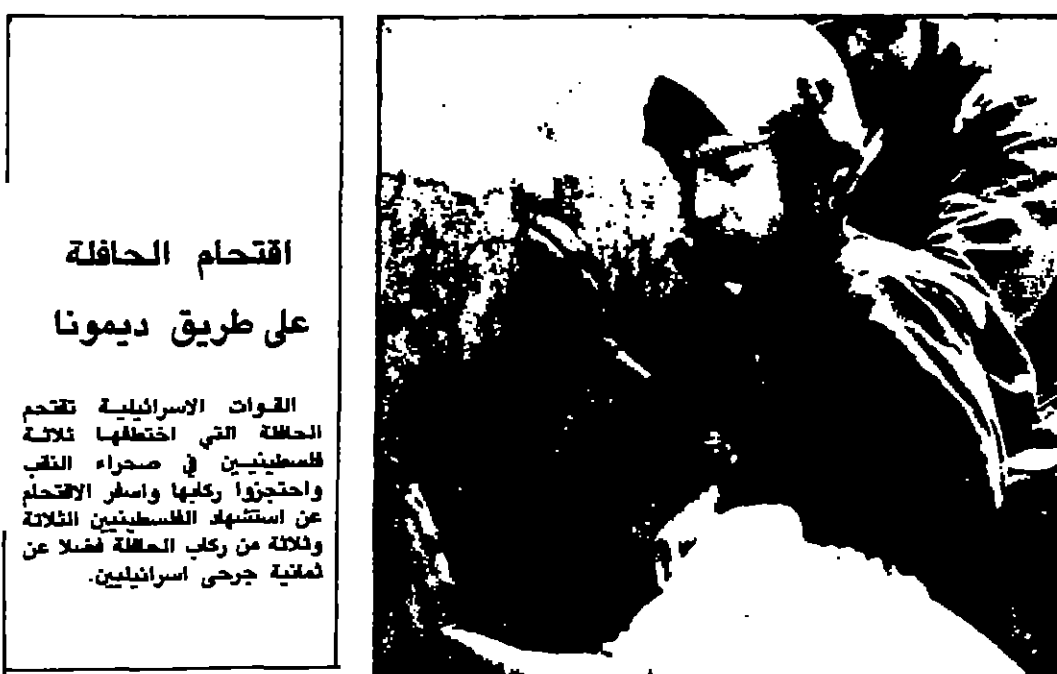 اقتحام الحافلة
على طريق ديمونا
القوات الاسرائيلية تقتحم
الحافلة التي اختطفها ثلاثة
فلسطينيين في صحراء النقب
واحتجزوا ركابها واسفر الاقتحام
عن استشهاد الفلسطينيين الثلاثة
وثلاثة من ركاب الحافلة فضلا عن
ثمانية جرحى اسرائيليين.